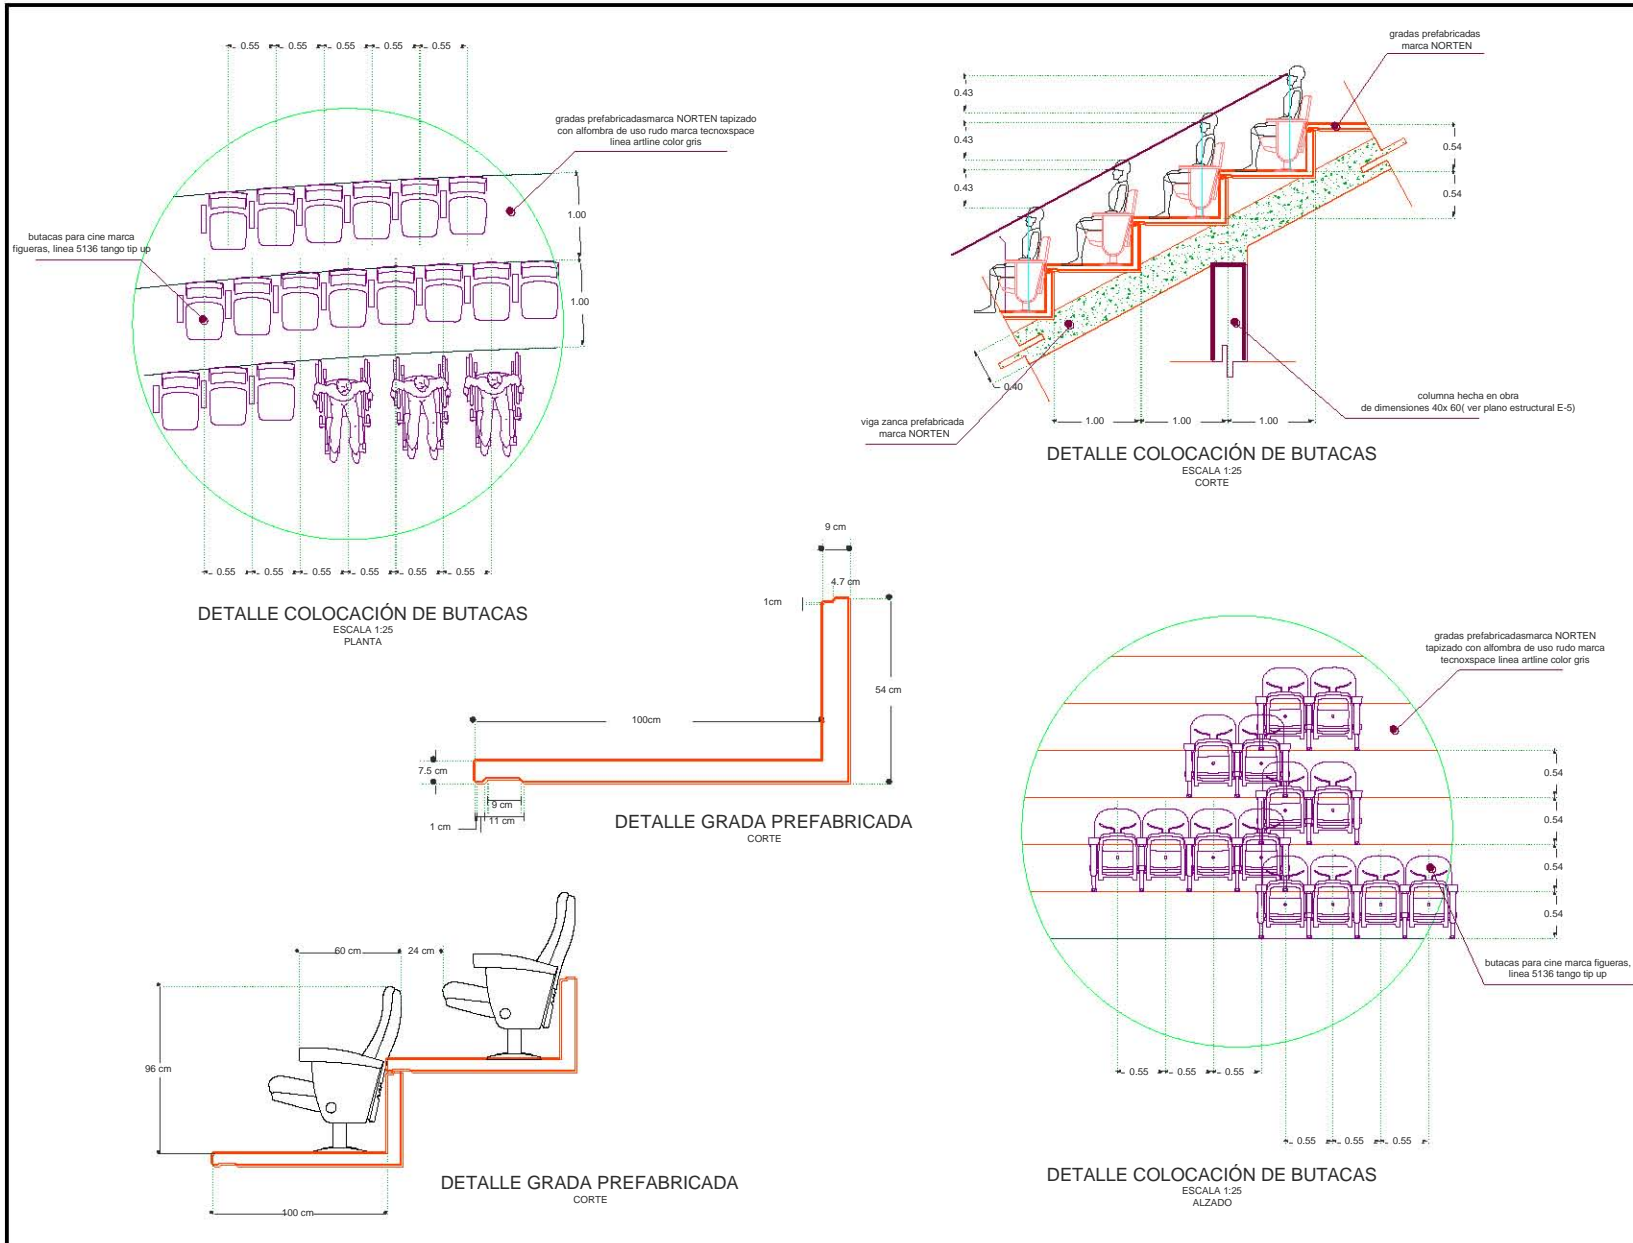 0.55 0.55 0.55 0.55 0.55
gradas prefabricadasmarca NORTEN tapizado
con alfombra de uso rudo marca tecnoxspace
linea artline color gris
butacas para cine marca
figueras, linea 5136 tango tip up
1.00
1.00
0.55 0.55 0.55 0.55 0.55 0.55
DETALLE COLOCACIÓN DE BUTACAS
ESCALA 1:25
PLANTA
gradas prefabricadas
marca NORTEN
0.43
0.43
0.43
0.54
0.54
0.40
columna hecha en obra
de dimensiones 40x 60( ver plano estructural E-5)
viga zanca prefabricada
marca NORTEN
1.00 1.00 1.00
DETALLE COLOCACIÓN DE BUTACAS
ESCALA 1:25
CORTE
9 cm
4.7 cm
1cm
54 cm
100cm
7.5 cm
9 cm
11 cm
1 cm
DETALLE GRADA PREFABRICADA
CORTE
60 cm 24 cm
96 cm
100 cm
DETALLE GRADA PREFABRICADA
CORTE
gradas prefabricadasmarca NORTEN
tapizado con alfombra de uso rudo marca
tecnoxspace linea artline color gris
0.54
0.54
0.54
0.54
butacas para cine marca figueras,
linea 5136 tango tip up
0.55 0.55 0.55
0.55 0.55 0.55
DETALLE COLOCACIÓN DE BUTACAS
ESCALA 1:25
ALZADO